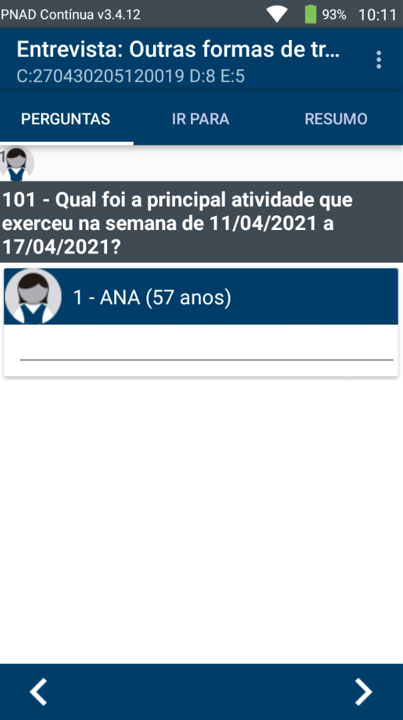 PNAD Contínua v3.4.12 93% 10:11
Entrevista: Outras formas de tr...
C:270430205120019 D:8 E:5
PERGUNTAS IR PARA RESUMO
1
101 - Qual foi a principal atividade que
exerceu na semana de 11/04/2021 a
17/04/2021?
1 - ANA (57 anos)